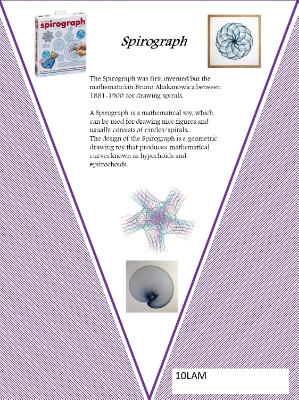 spirograph
Spirograph
The Spirograph was first invented but the
mathematician Bruno Abakanowicz between
1881-1900 for drawing spirals.
A Spirograph is a mathematical toy, which
can be used for drawing nice figures and
usually consists of circles/spirals.
The design of the Spirograph is a geometric
drawing toy that produces mathematical
curves known as hypochoids and
epitrochoids.
10LAM